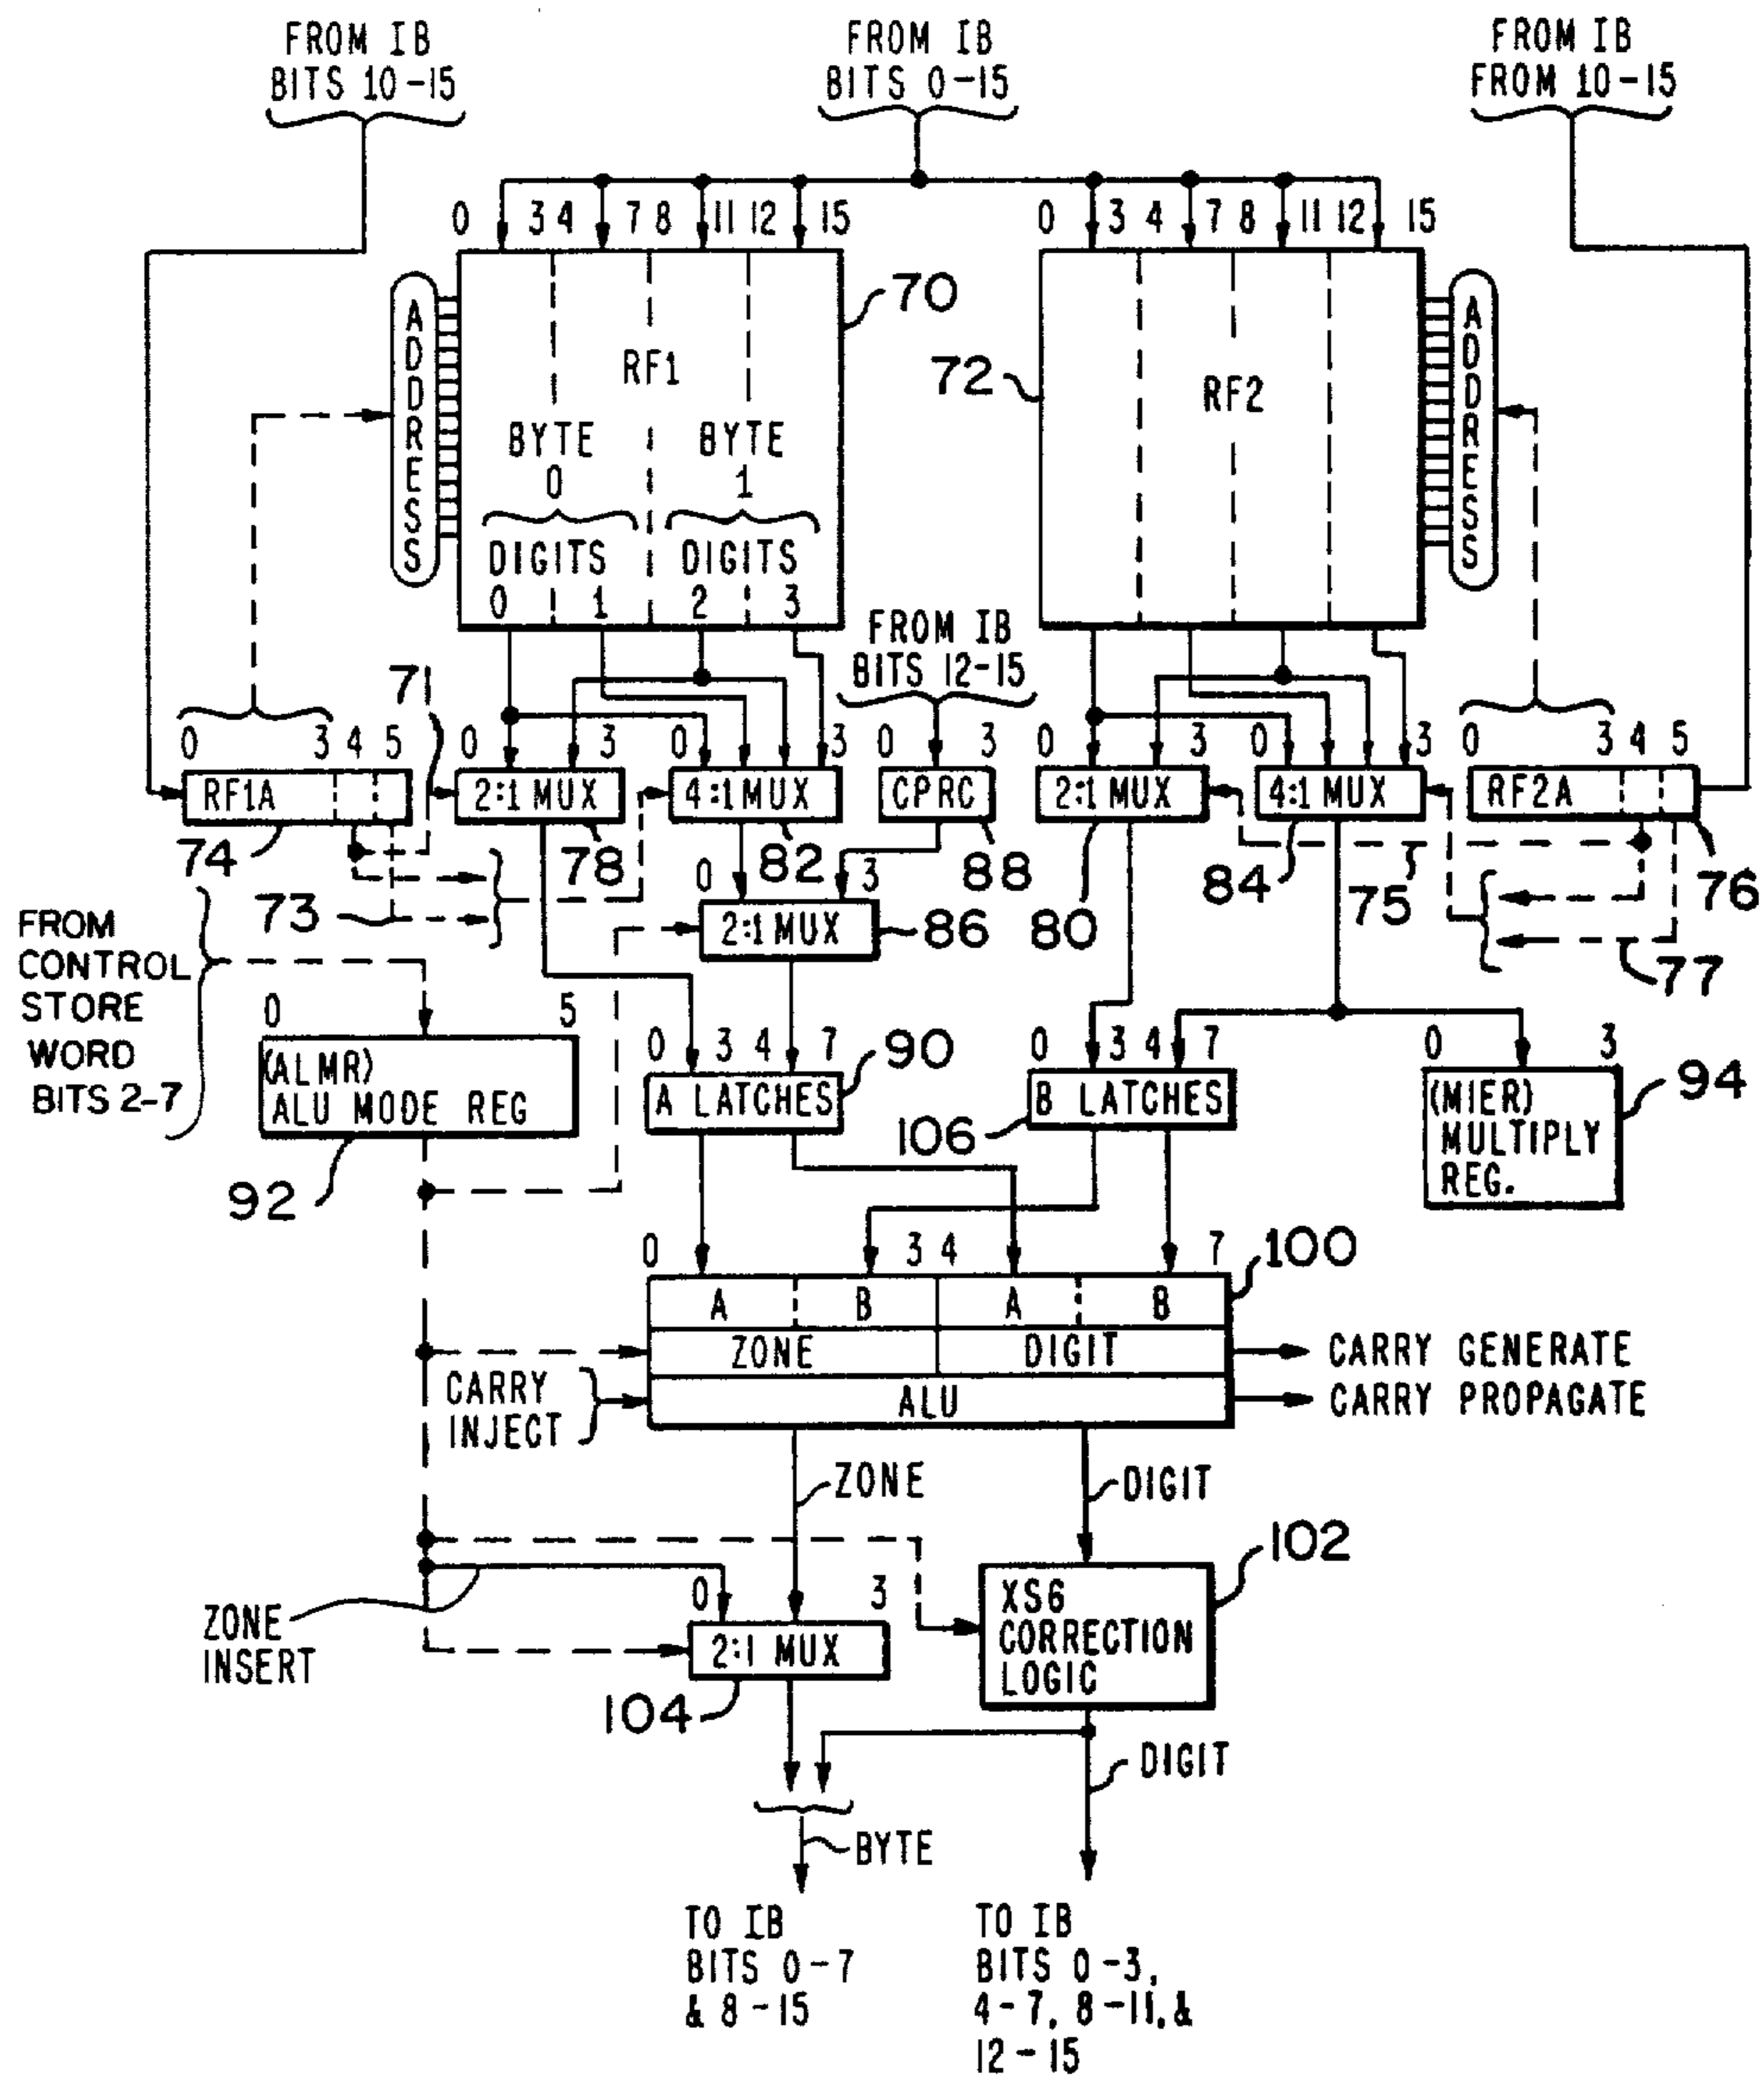 FROM IB
BITS 10-15
FROM IB
BITS 0-15
FROM IB
FROM 10-15
0 3 4 7 8 11 12 15
0 3 4 7 8 11 12 15
ADDRESS
RF1
BYTE 0
BYTE 1
DIGITS
0 1
DIGITS
2 3
70
72
RF2
ADDRESS
FROM IB
BITS 12-15
71
0 3 4 5
RF1A
74
0 3
2:1 MUX
78
0 3
4:1 MUX
82
0 3
CPRC
88
0 3
2:1 MUX
80
0 3
4:1 MUX
84
0 3 4 5
RF2A
76
73
75
77
0 3
2:1 MUX
86
FROM
CONTROL
STORE
WORD
BITS 2-7
0 5
(ALMR)
ALU MODE REG
92
0 3 4 7
A LATCHES
90
0 3 4 7
B LATCHES
106
0 3
(MIER)
MULTIPLY
REG.
94
0 3 4 7
100
A B A B
ZONE DIGIT
ALU
CARRY
INJECT
CARRY GENERATE
CARRY PROPAGATE
ZONE
DIGIT
ZONE
INSERT
0 3
2:1 MUX
104
XS6
CORRECTION
LOGIC
102
DIGIT
BYTE
TO IB
BITS 0-7
& 8-15
TO IB
BITS 0-3,
4-7, 8-11, &
12-15